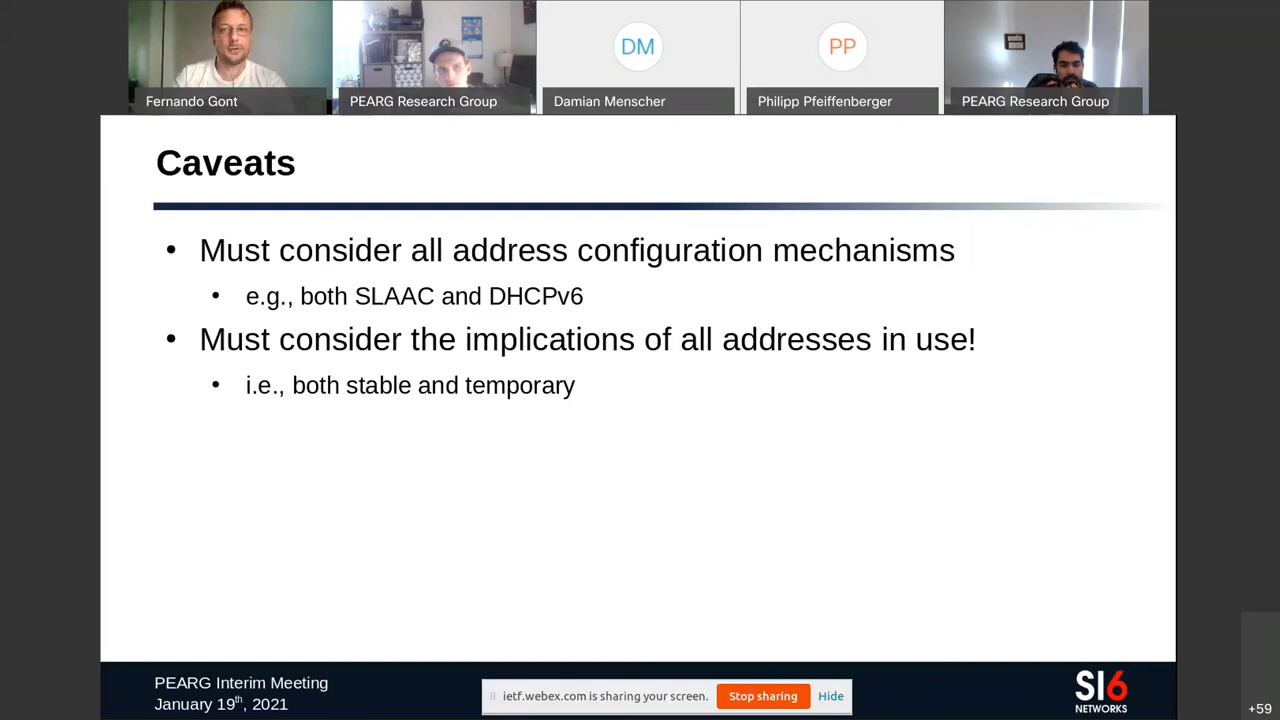 DM
PP
Fernando Gont
PEARG Research Group
Damian Menscher
Philipp Pfeiffenberger
PEARG Research Group
Caveats
• Must consider all address configuration mechanisms
• e.g., both SLAAC and DHCPv6
• Must consider the implications of all addresses in use!
• i.e., both stable and temporary
PEARG Interim Meeting
January 19th, 2021
ietf.webex.com is sharing your screen.
Stop sharing
Hide
SI6
NETWORKS
+59